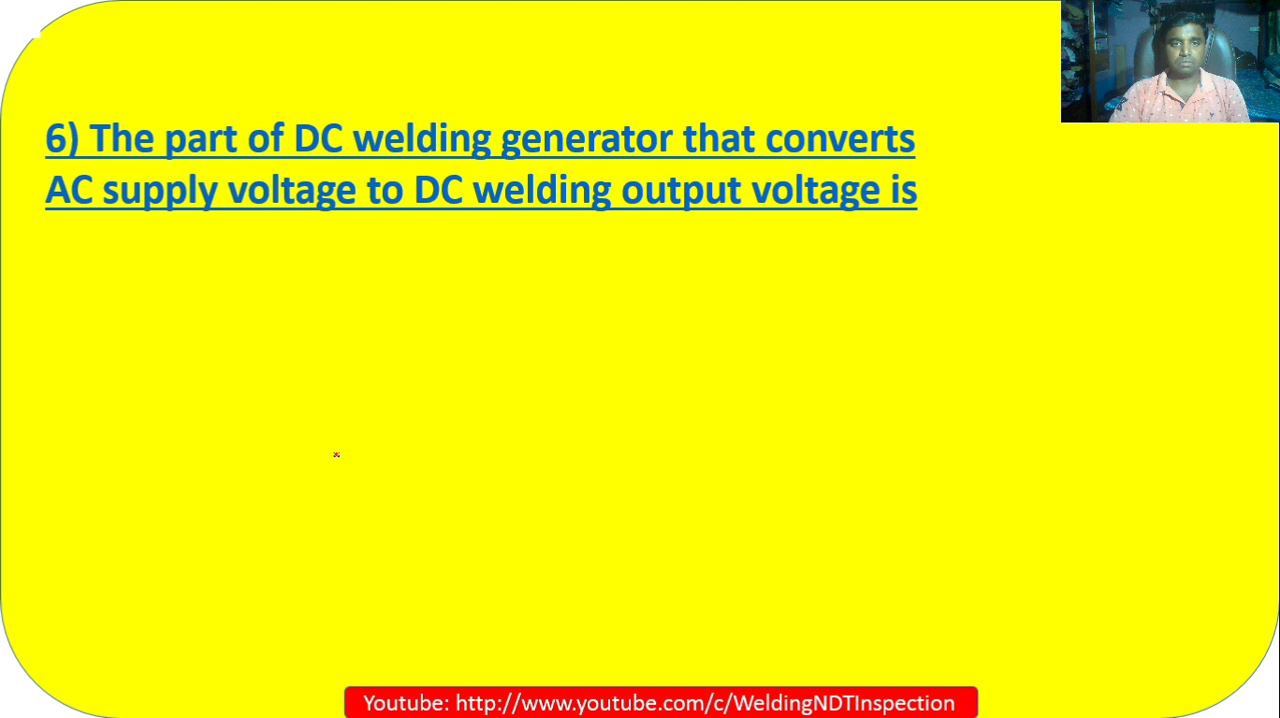 6) The part of DC welding generator that converts
AC supply voltage to DC welding output voltage is
Youtube: http://www.youtube.com/c/WeldingNDTInspection